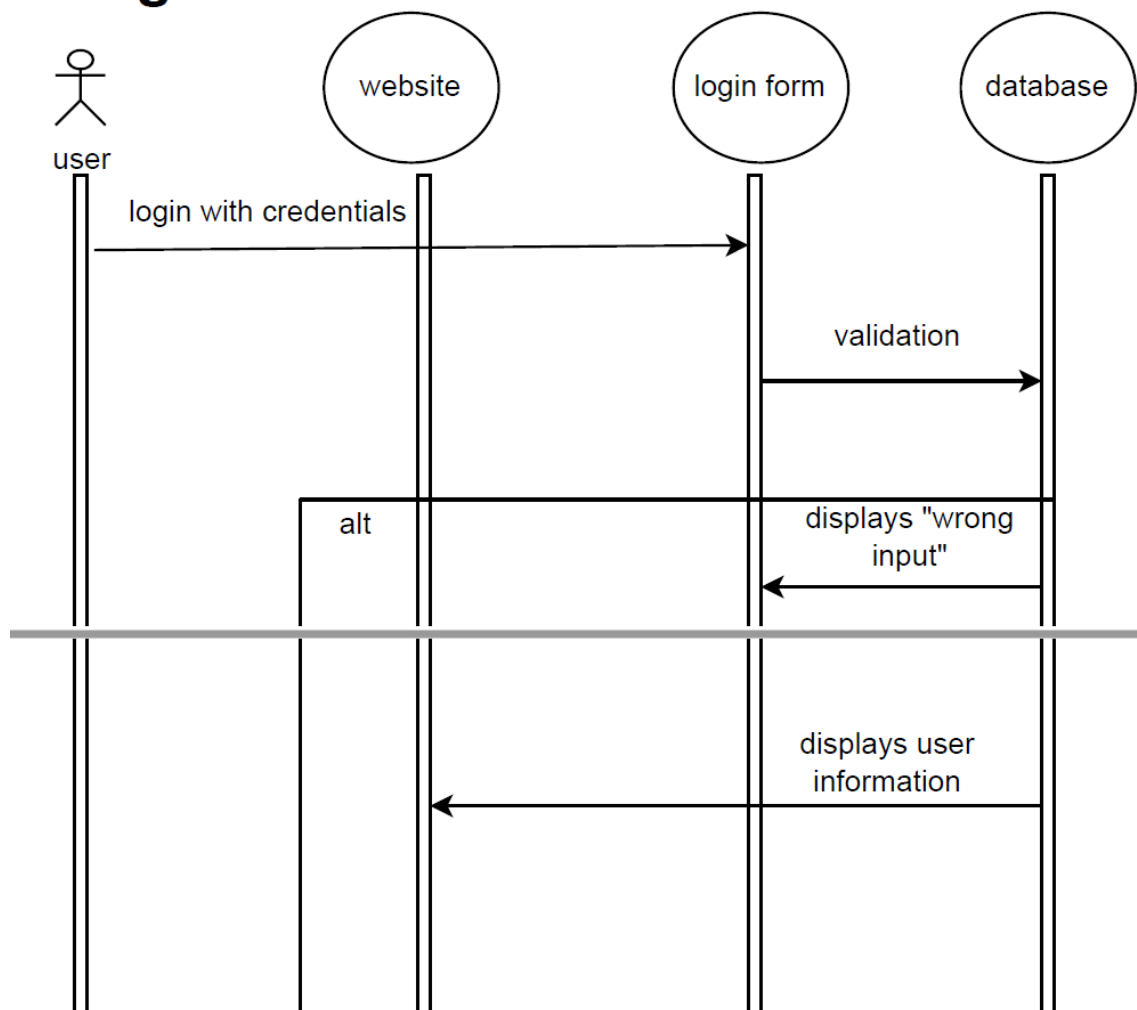 website
login form
database
user
login with credentials
validation
alt
displays "wrong
input"
displays user
information